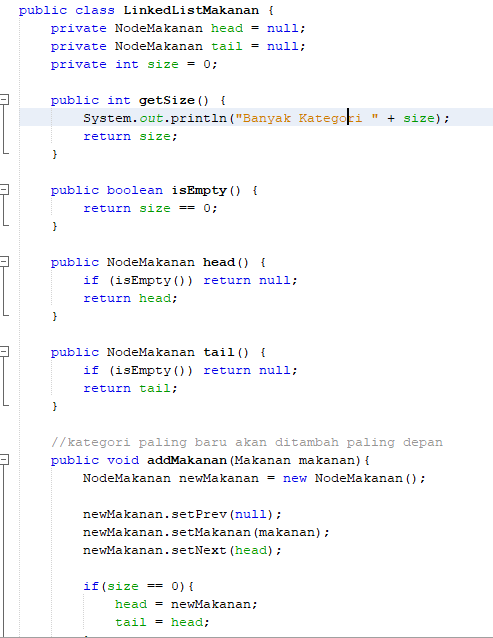 public class LinkedListMakanan {
    private NodeMakanan head = null;
    private NodeMakanan tail = null;
    private int size = 0;

    public int getSize() {
        System.out.println("Banyak Kategori " + size);
        return size;
    }

    public boolean isEmpty() {
        return size == 0;
    }

    public NodeMakanan head() {
        if (isEmpty()) return null;
        return head;
    }

    public NodeMakanan tail() {
        if (isEmpty()) return null;
        return tail;
    }

    //kategori paling baru akan ditambah paling depan
    public void addMakanan(Makanan makanan){
        NodeMakanan newMakanan = new NodeMakanan();

        newMakanan.setPrev(null);
        newMakanan.setMakanan(makanan);
        newMakanan.setNext(head);

        if(size == 0){
            head = newMakanan;
            tail = head;